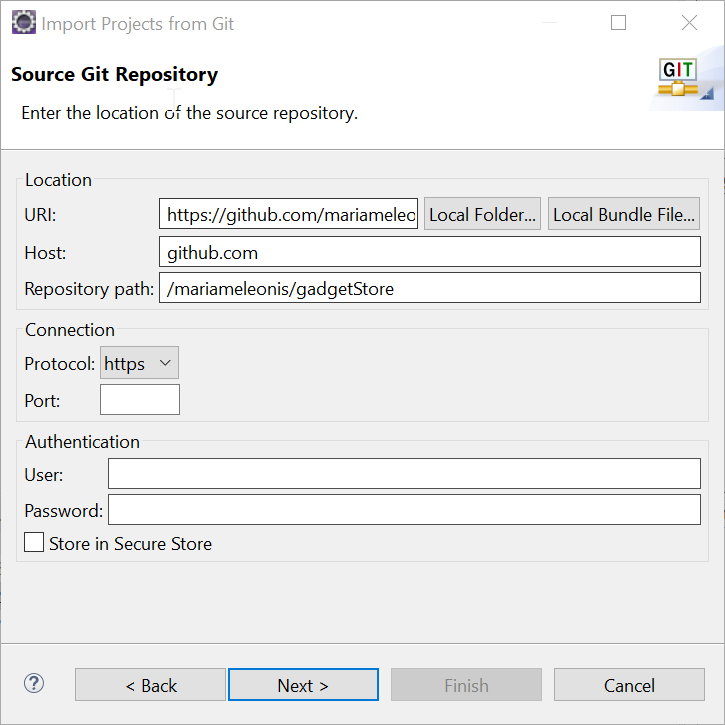 Import Projects from Git
Source Git Repository
GIT
Enter the location of the source repository.
Location
URI: https://github.com/mariameleo Local Folder... Local Bundle File...
Host: github.com
Repository path: /mariameleonis/gadgetStore
Connection
Protocol: https
Port:
Authentication
User:
Password:
Store in Secure Store
? < Back Next > Finish Cancel